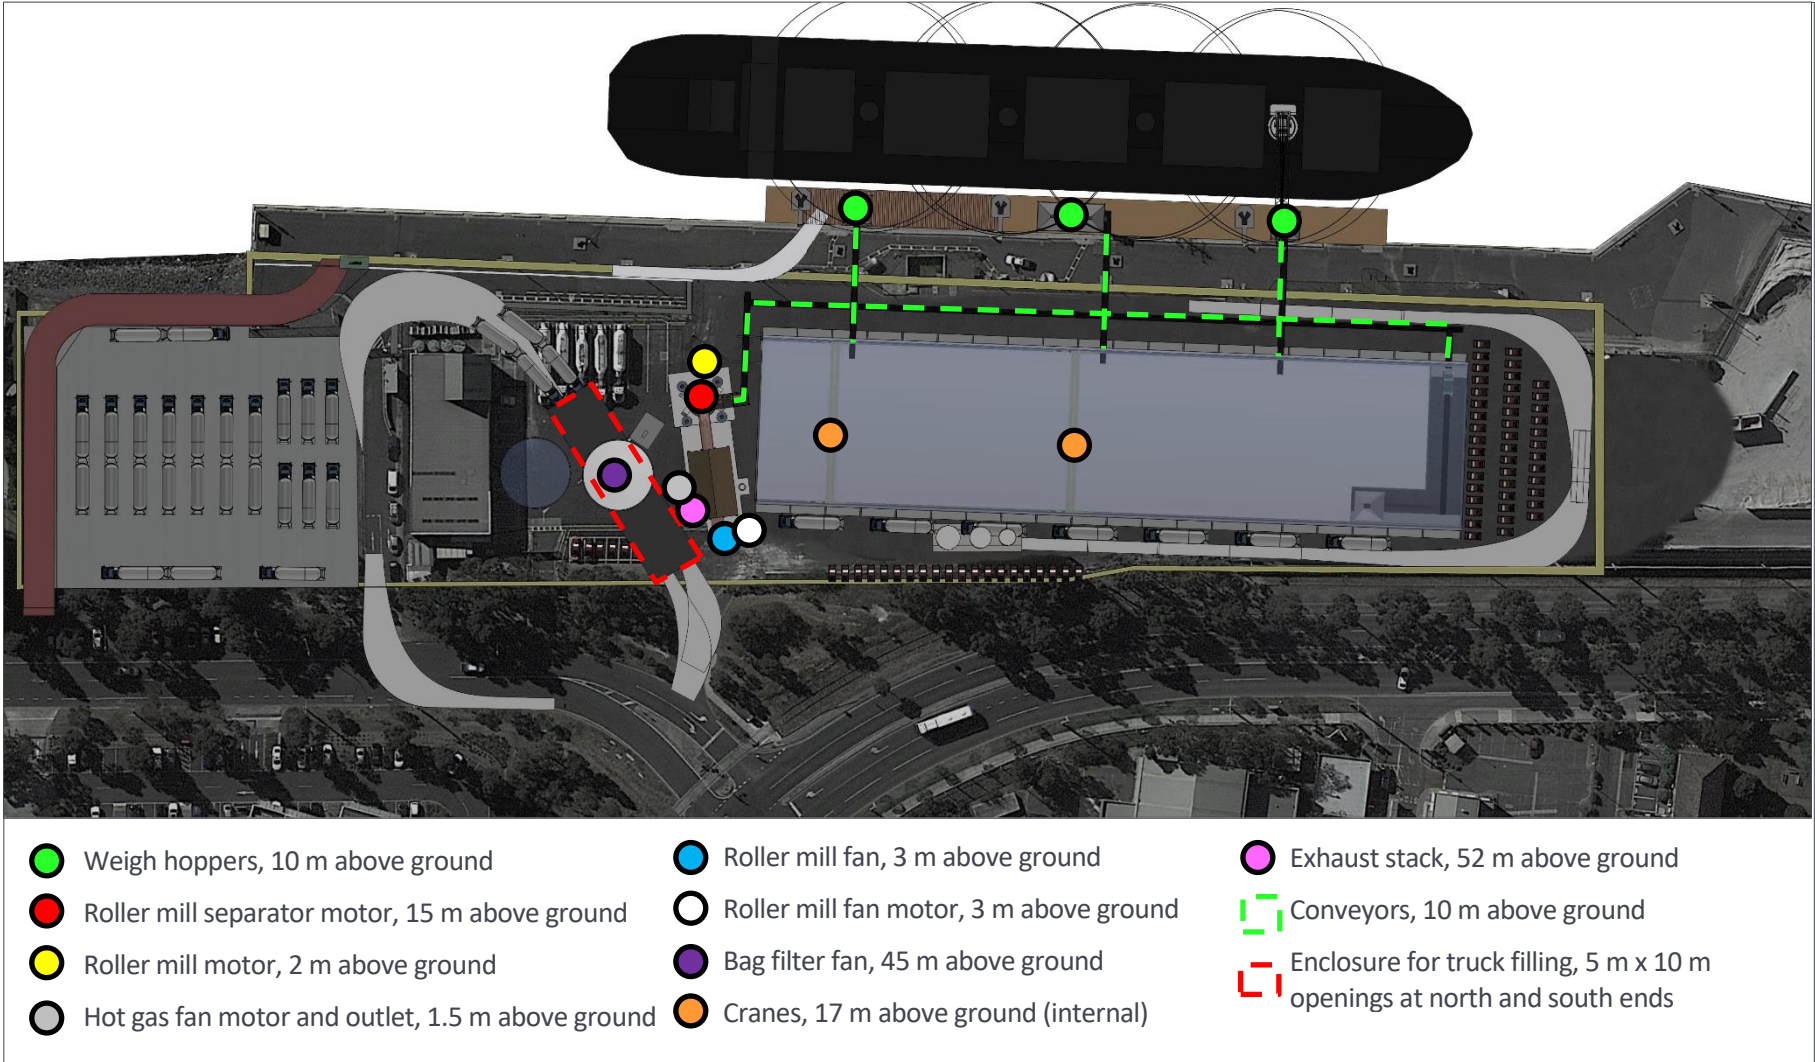 Weigh hoppers, 10 m above ground
Roller mill separator motor, 15 m above ground
Roller mill motor, 2 m above ground
Hot gas fan motor and outlet, 1.5 m above ground
Roller mill fan, 3 m above ground
Roller mill fan motor, 3 m above ground
Bag filter fan, 45 m above ground
Cranes, 17 m above ground (internal)
Exhaust stack, 52 m above ground
Conveyors, 10 m above ground
Enclosure for truck filling, 5 m x 10 m
openings at north and south ends